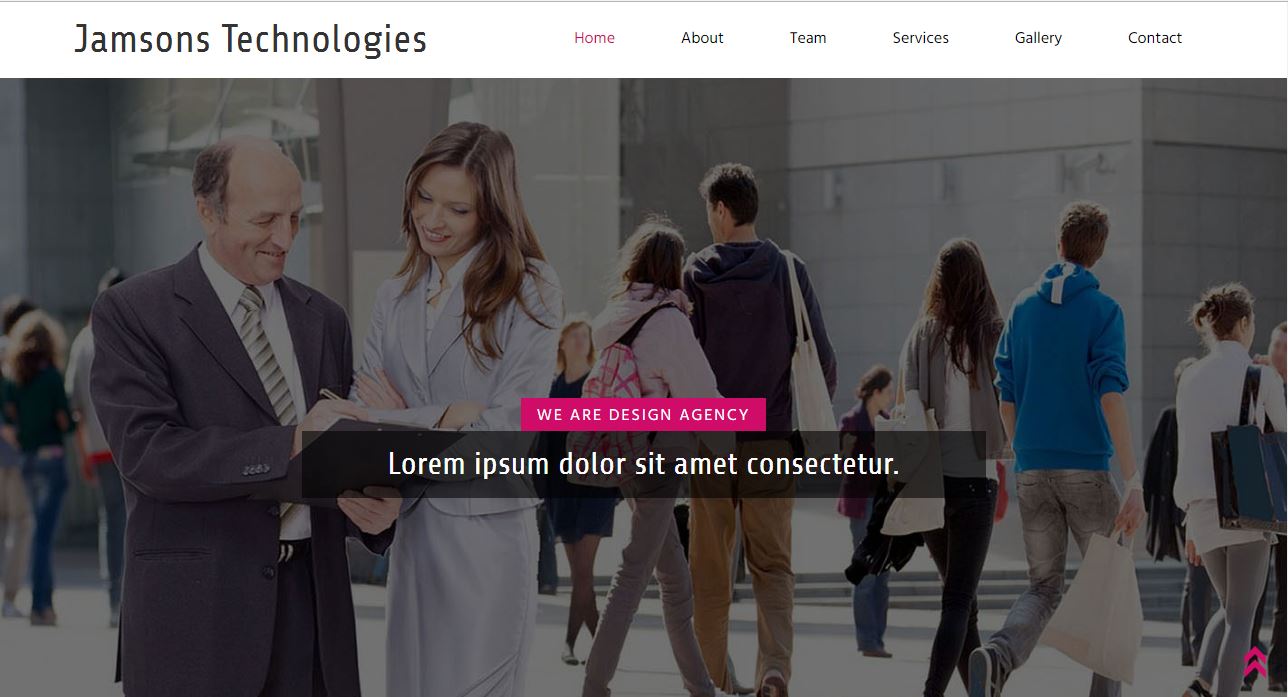 Jamsons Technologies
Home About Team Services Gallery Contact
WE ARE DESIGN AGENCY
Lorem ipsum dolor sit amet consectetur.